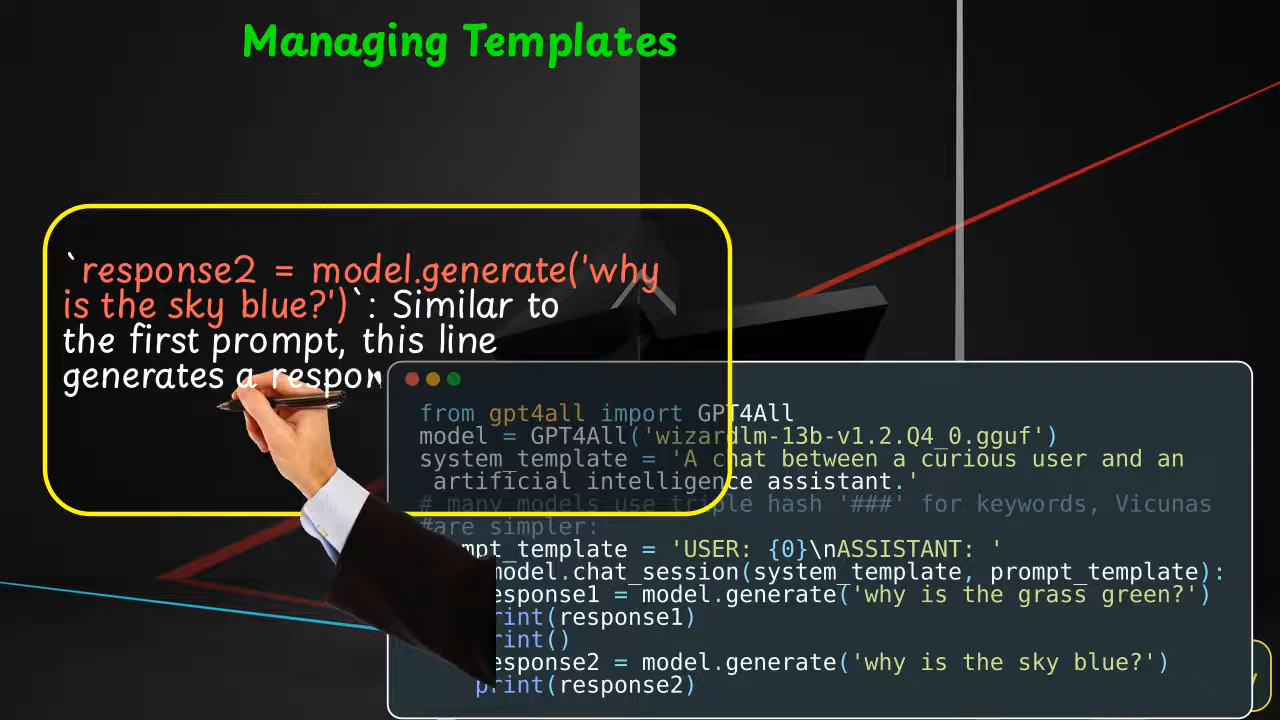 Managing Templates
`response2 = model.generate('why
is the sky blue?')`: Similar to
the first prompt, this line
generates a respon
from gpt4all import GPT4All
model = GPT4All('wizardlm-13b-v1.2.Q4_0.gguf')
system_template = 'A chat between a curious user and an
artificial intelligence assistant.'
# many models use triple hash '###' for keywords, Vicunas
#are simpler:
mpt_template = 'USER: {0}\nASSISTANT: '
model.chat_session(system_template, prompt_template):
esponse1 = model.generate('why is the grass green?')
rint(response1)
rint()
esponse2 = model.generate('why is the sky blue?')
print(response2)